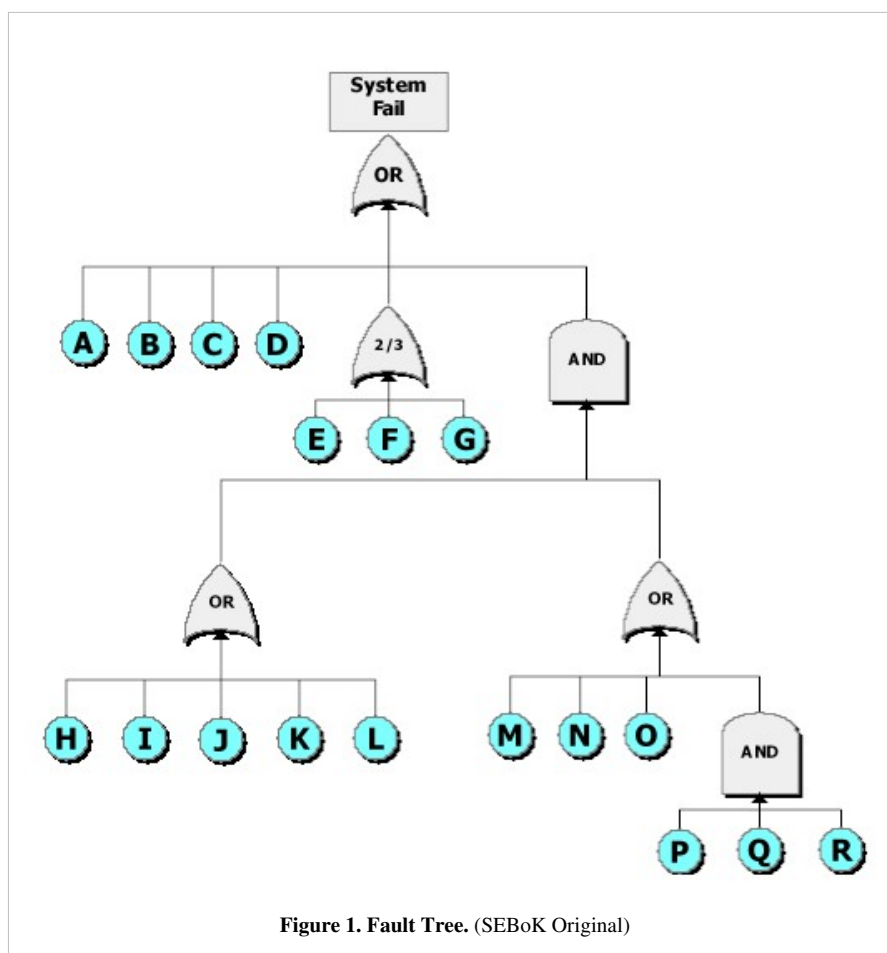 System
Fail
OR
A B C D
2/3
AND
E F G
OR
OR
H I J K L
M N O
AND
P Q R
Figure 1. Fault Tree. (SEBoK Original)